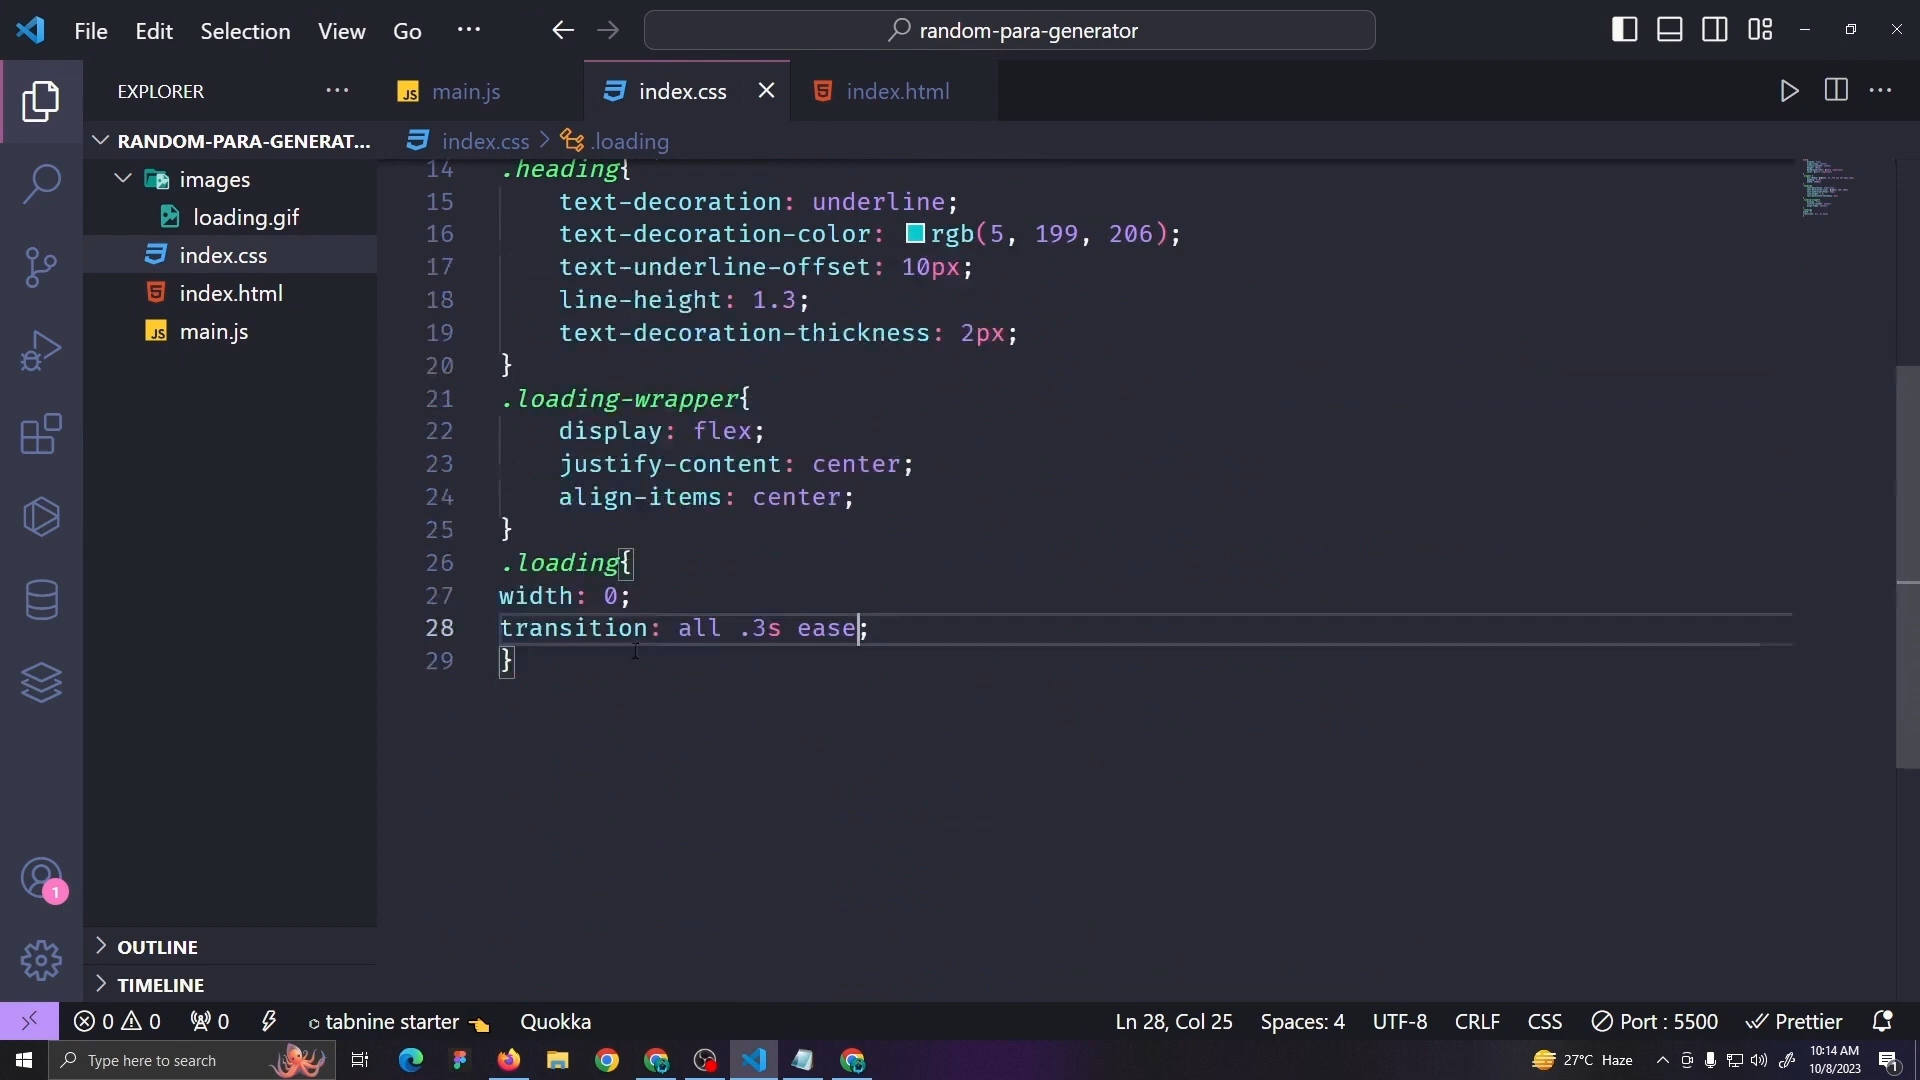 File Edit Selection View Go ··· random-para-generator
EXPLORER ··· main.js index.css index.html
RANDOM-PARA-GENERAT... index.css > .loading
images
loading.gif
index.css
index.html
main.js
14 .heading{
15 text-decoration: underline;
16 text-decoration-color: rgb(5, 199, 206);
17 text-underline-offset: 10px;
18 line-height: 1.3;
19 text-decoration-thickness: 2px;
20 }
21 .loading-wrapper{
22 display: flex;
23 justify-content: center;
24 align-items: center;
25 }
26 .loading{
27 width: 0;
28 transition: all .3s ease;
29 }
1
OUTLINE
TIMELINE
0 0 0 tabnine starter Quokka Ln 28, Col 25 Spaces: 4 UTF-8 CRLF CSS Port : 5500 Prettier
Type here to search 27°C Haze 10:14 AM
10/8/2023 1